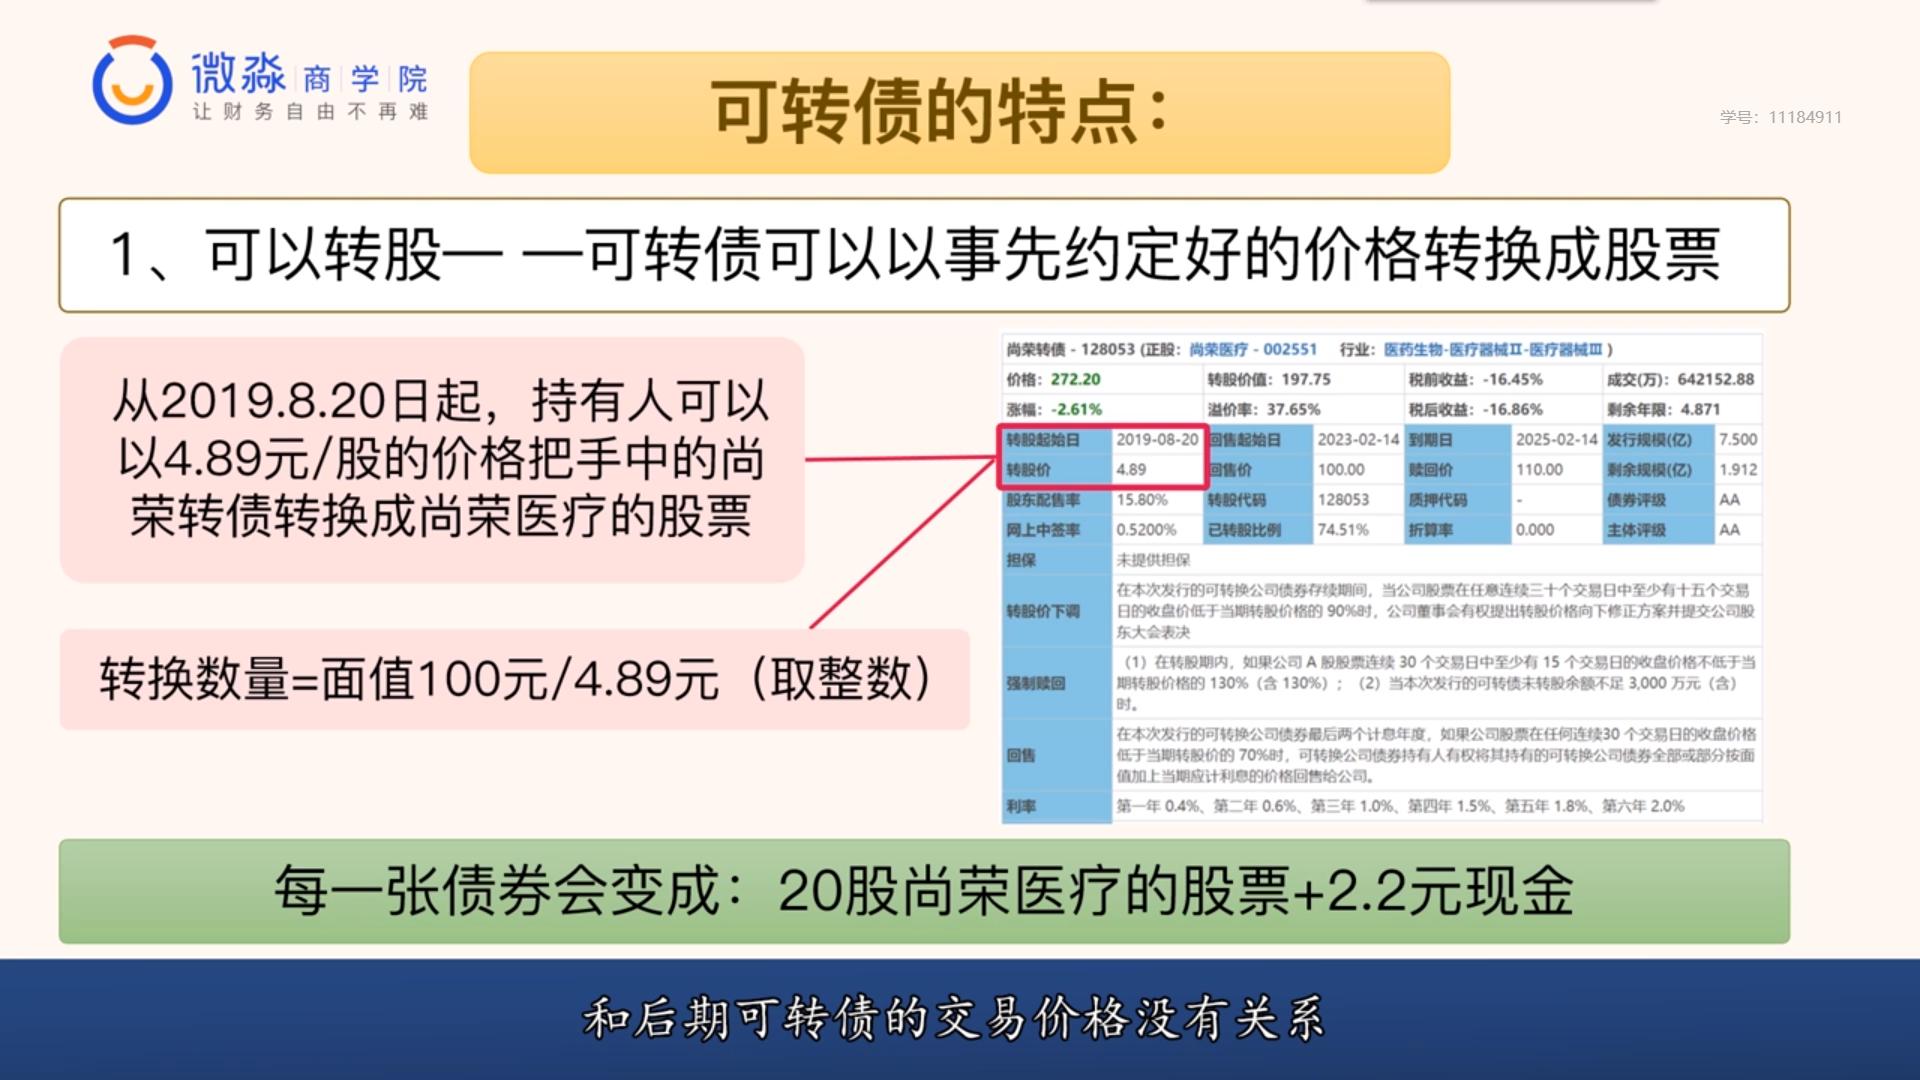 微淼商学院
让财务自由不再难
可转债的特点：
学号：11184911
1、可以转股— —可转债可以以事先约定好的价格转换成股票
从2019.8.20日起，持有人可以
以4.89元/股的价格把手中的尚
荣转债转换成尚荣医疗的股票
转换数量=面值100元/4.89元（取整数）
尚荣转债 - 128053 (正股：尚荣医疗 - 002551 行业：医药生物-医疗器械II-医疗器械III )
价格：272.20 转股价值：197.75 税前收益：-16.45% 成交(万)：642152.88
涨幅：-2.61% 溢价率：37.65% 税后收益：-16.86% 剩余年限：4.871
转股起始日 2019-08-20 回售起始日 2023-02-14 到期日 2025-02-14 发行规模(亿) 7.500
转股价 4.89 回售价 100.00 赎回价 110.00 剩余规模(亿) 1.912
股东配售率 15.80% 转股代码 128053 质押代码 - 债券评级 AA
网上中签率 0.5200% 已转股比例 74.51% 折算率 0.000 主体评级 AA
担保 未提供担保
转股价下调
在本次发行的可转换公司债券存续期间，当公司股票在任意连续三十个交易日中至少有十五个交易
日的收盘价低于当期转股价格的 90%时，公司董事会有权提出转股价格向下修正方案并提交公司股
东大会表决
强制赎回
（1）在转股期内，如果公司 A 股股票连续 30 个交易日中至少有 15 个交易日的收盘价格不低于当
期转股价格的 130%（含 130%）；（2）当本次发行的可转债未转股余额不足 3,000 万元（含）
时。
回售
在本次发行的可转换公司债券最后两个计息年度，如果公司股票在任何连续30 个交易日的收盘价格
低于当期转股价的 70%时，可转换公司债券持有人有权将其持有的可转换公司债券全部或部分按面
值加上当期应计利息的价格回售给公司。
利率 第一年 0.4%、第二年 0.6%、第三年 1.0%、第四年 1.5%、第五年 1.8%、第六年 2.0%
每一张债券会变成：20股尚荣医疗的股票+2.2元现金
和后期可转债的交易价格没有关系